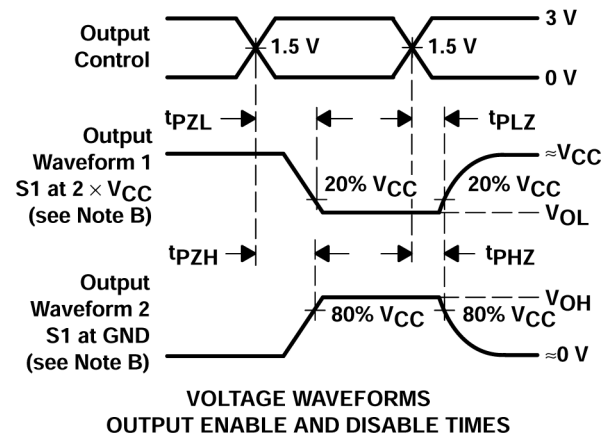 Output
Control
1.5 V
1.5 V
3 V
0 V
tPZL
tPLZ
Output
Waveform 1
S1 at 2 × VCC
(see Note B)
20% VCC
20% VCC
≈VCC
VOL
tPZH
tPHZ
Output
Waveform 2
S1 at GND
(see Note B)
80% VCC
80% VCC
VOH
≈0 V
VOLTAGE WAVEFORMS
OUTPUT ENABLE AND DISABLE TIMES